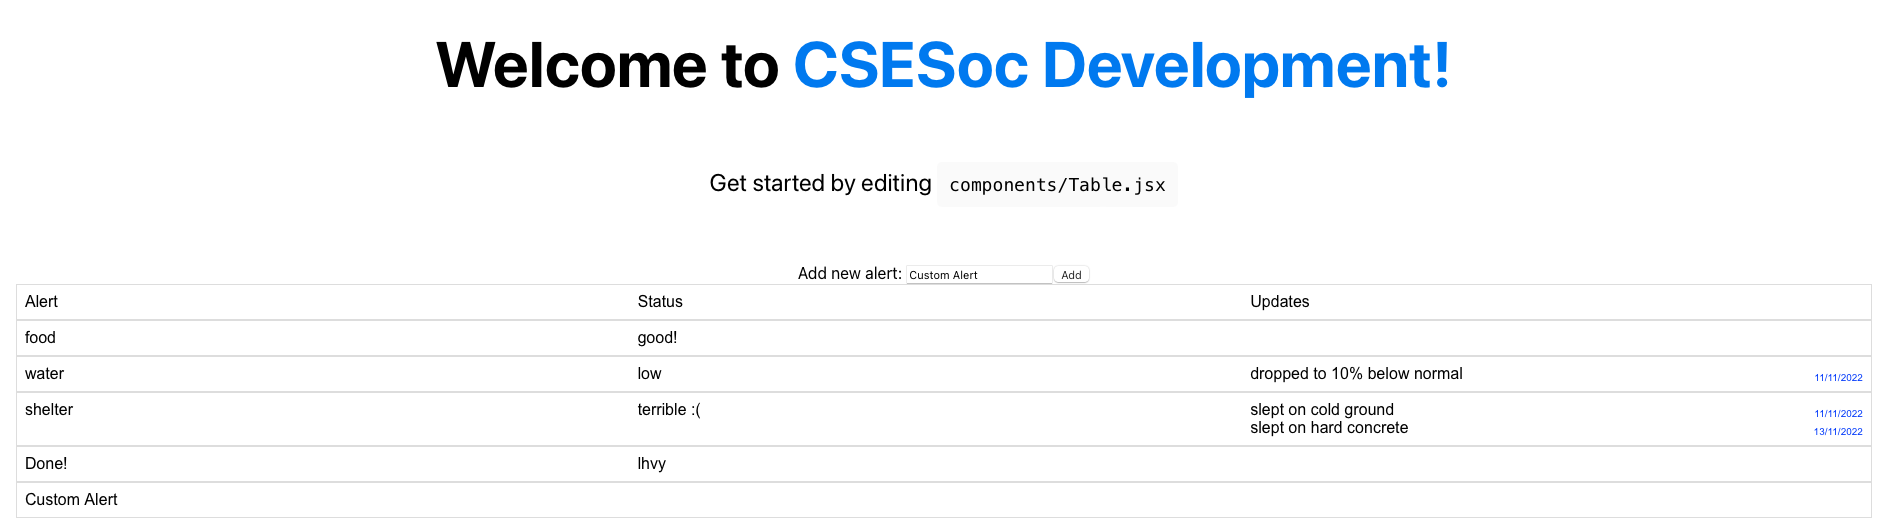 Welcome to CSESoc Development!
Get started by editing components/Table.jsx
Add new alert: Custom Alert Add
Alert Status Updates
food good!
water low dropped to 10% below normal 11/11/2022
shelter terrible :( slept on cold ground 11/11/2022
slept on hard concrete 13/11/2022
Done! lhvy
Custom Alert